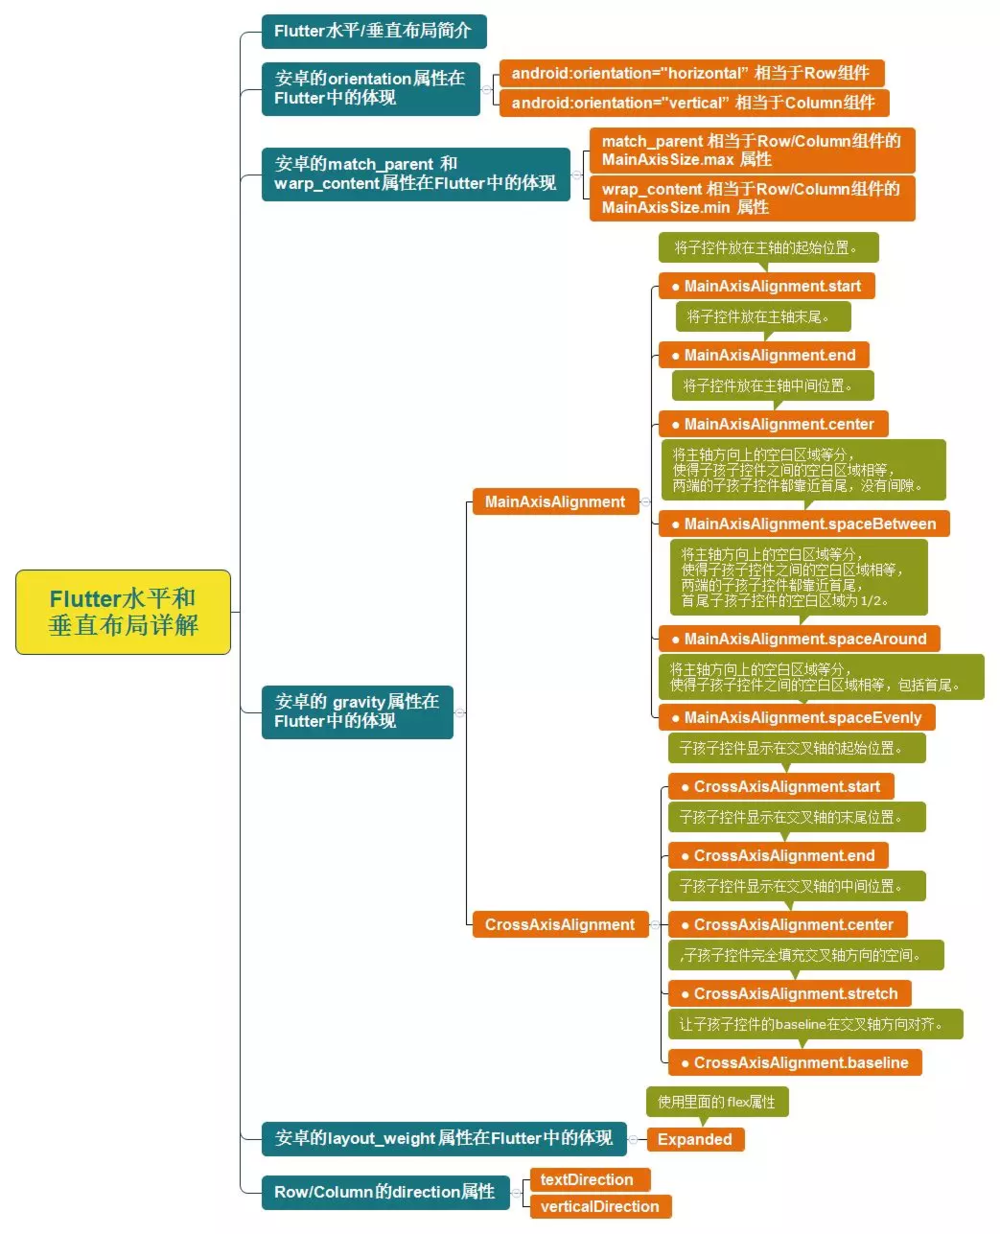 Flutter水平和
垂直布局详解
Flutter水平/垂直布局简介
安卓的orientation属性在
Flutter中的体现
android:orientation="horizontal” 相当于Row组件
android:orientation="vertical” 相当于Column组件
安卓的match_parent 和
warp_content属性在Flutter中的体现
match_parent 相当于Row/Column组件的
MainAxisSize.max 属性
wrap_content 相当于Row/Column组件的
MainAxisSize.min 属性
安卓的 gravity属性在
Flutter中的体现
MainAxisAlignment
将子控件放在主轴的起始位置。
● MainAxisAlignment.start
将子控件放在主轴末尾。
● MainAxisAlignment.end
将子控件放在主轴中间位置。
● MainAxisAlignment.center
将主轴方向上的空白区域等分，
使得子孩子控件之间的空白区域相等，
两端的子孩子控件都靠近首尾，没有间隙。
● MainAxisAlignment.spaceBetween
将主轴方向上的空白区域等分，
使得子孩子控件之间的空白区域相等，
两端的子孩子控件都靠近首尾，
首尾子孩子控件的空白区域为1/2。
● MainAxisAlignment.spaceAround
将主轴方向上的空白区域等分，
使得子孩子控件之间的空白区域相等，包括首尾。
● MainAxisAlignment.spaceEvenly
CrossAxisAlignment
子孩子控件显示在交叉轴的起始位置。
● CrossAxisAlignment.start
子孩子控件显示在交叉轴的末尾位置。
● CrossAxisAlignment.end
子孩子控件显示在交叉轴的中间位置。
● CrossAxisAlignment.center
,子孩子控件完全填充交叉轴方向的空间。
● CrossAxisAlignment.stretch
让子孩子控件的baseline在交叉轴方向对齐。
● CrossAxisAlignment.baseline
安卓的layout_weight属性在Flutter中的体现
使用里面的 flex属性
Expanded
Row/Column的direction属性
textDirection
verticalDirection